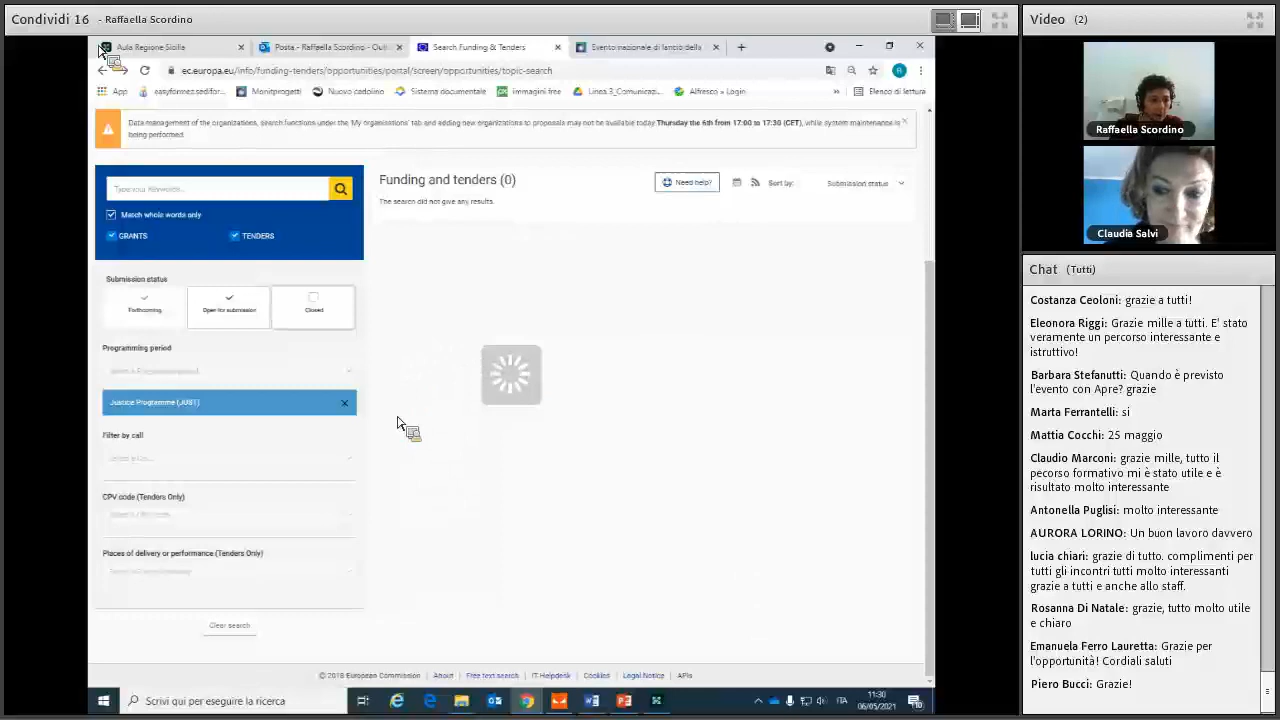 Condividi 16 - Raffaella Scordino
Aula Regione Sicilia
Posta - Raffaella Scordino - Outl
Search Funding & Tenders
Evento nazionale di lancio della
ec.europa.eu/info/funding-tenders/opportunities/portal/screen/opportunities/topic-search
App
easyformez.sediformi...
Monitprogetti
Nuovo cedolino
Sistema documentale
immagini free
Linea 3_Comunicazi...
Alfresco » Login
»
Elenco di lettura
Data management of the organizations, search functions under the 'My organisations' tab and adding new organizations to proposals may not be available today Thursday the 6th from 17:00 to 17:30 (CET), while system maintenance is
being performed.
Type your Keywords...
Match whole words only
GRANTS
TENDERS
Funding and tenders (0)
Need help?
Sort by:
Submission status
The search did not give any results.
Submission status
Forthcoming
Open for submission
Closed
Programming period
Justice Programme (JUST)
Filter by call
CPV code (Tenders Only)
Places of delivery or performance (Tenders Only)
Clear search
© 2018 European Commission | About | Free text search | IT Helpdesk | Cookies | Legal Notice | APIs
Scrivi qui per eseguire la ricerca
ITA
11:30
06/05/2021
Video (2)
Raffaella Scordino
Claudia Salvi
Chat (Tutti)
Costanza Ceoloni: grazie a tutti!
Eleonora Riggi: Grazie mille a tutti. E' stato
veramente un percorso interessante e
istruttivo!
Barbara Stefanutti: Quando è previsto
l'evento con Apre? grazie
Marta Ferrantelli: si
Mattia Cocchi: 25 maggio
Claudio Marconi: grazie mille, tutto il
pecorso formativo mi è stato utile e è
risultato molto interessante
Antonella Puglisi: molto interessante
AURORA LORINO: Un buon lavoro davvero
lucia chiari: grazie di tutto. complimenti per
tutti gli incontri tutti molto interessanti
grazie a tutti e anche allo staff.
Rosanna Di Natale: grazie, tutto molto utile
e chiaro
Emanuela Ferro Lauretta: Grazie per
l'opportunità! Cordiali saluti
Piero Bucci: Grazie!